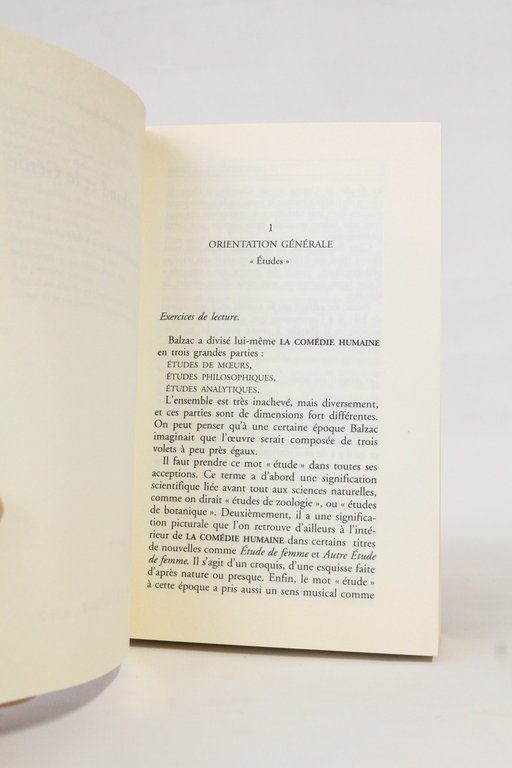 1
ORIENTATION GÉNÉRALE
« Études »
Exercices de lecture.
Balzac a divisé lui-même LA COMÉDIE HUMAINE
en trois grandes parties :
ÉTUDES DE MŒURS,
ÉTUDES PHILOSOPHIQUES,
ÉTUDES ANALYTIQUES.
L'ensemble est très inachevé, mais diversement,
et ces parties sont de dimensions fort différentes.
On peut penser qu'à une certaine époque Balzac
imaginait que l'œuvre serait composée de trois
volets à peu près égaux.
Il faut prendre ce mot « étude » dans toutes ses
acceptions. Ce terme a d'abord une signification
scientifique liée avant tout aux sciences naturelles,
comme on dirait « études de zoologie », ou « études
de botanique ». Deuxièmement, il a une significa-
tion picturale que l'on retrouve d'ailleurs à l'inté-
rieur de LA COMÉDIE HUMAINE dans certains titres
de nouvelles comme Étude de femme et Autre Étude
de femme. Il s'agit d'un croquis, d'une esquisse faite
d'après nature ou presque. Enfin, le mot « étude »
à cette époque a pris aussi un sens musical comme